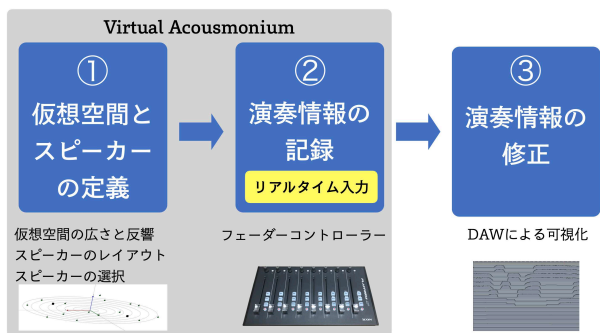 Virtual Acousmonium
①
仮想空間と
スピーカー
の定義
②
演奏情報の
記録
リアルタイム入力
③
演奏情報の
修正
仮想空間の広さと反響
スピーカーのレイアウト
スピーカーの選択
フェーダーコントローラー
DAWによる可視化